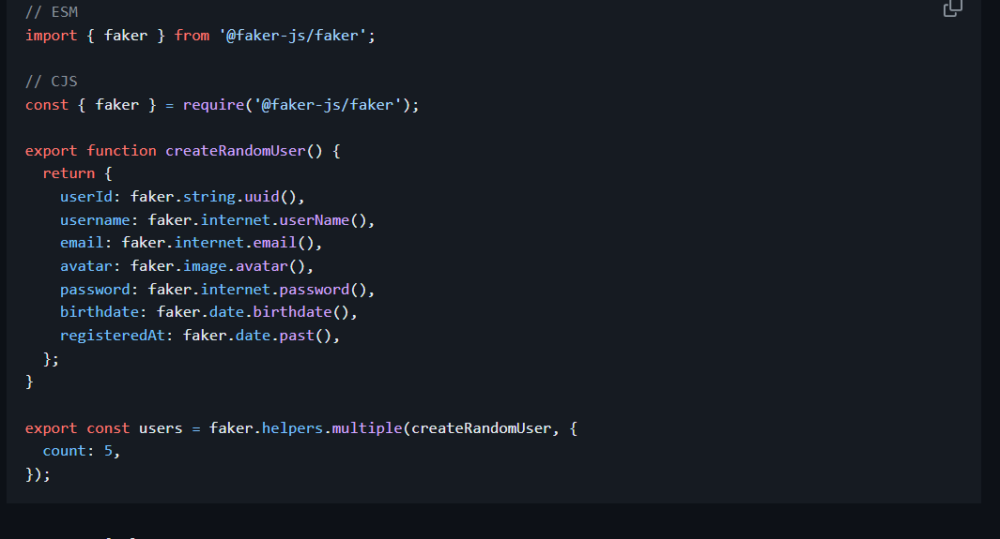 // ESM
import { faker } from '@faker-js/faker';
// CJS
const { faker } = require('@faker-js/faker');
export function createRandomUser() {
  return {
    userId: faker.string.uuid(),
    username: faker.internet.userName(),
    email: faker.internet.email(),
    avatar: faker.image.avatar(),
    password: faker.internet.password(),
    birthdate: faker.date.birthdate(),
    registeredAt: faker.date.past(),
  };
}
export const users = faker.helpers.multiple(createRandomUser, {
  count: 5,
});